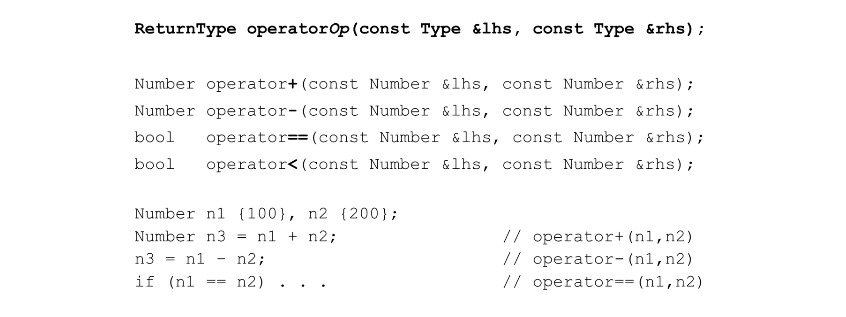 ReturnType operatorOp(const Type &lhs, const Type &rhs);
Number operator+(const Number &lhs, const Number &rhs);
Number operator-(const Number &lhs, const Number &rhs);
bool   operator==(const Number &lhs, const Number &rhs);
bool   operator<(const Number &lhs, const Number &rhs);
Number n1 {100}, n2 {200};
Number n3 = n1 + n2;                 // operator+(n1,n2)
n3 = n1 - n2;                        // operator-(n1,n2)
if (n1 == n2) . . .                  // operator==(n1,n2)